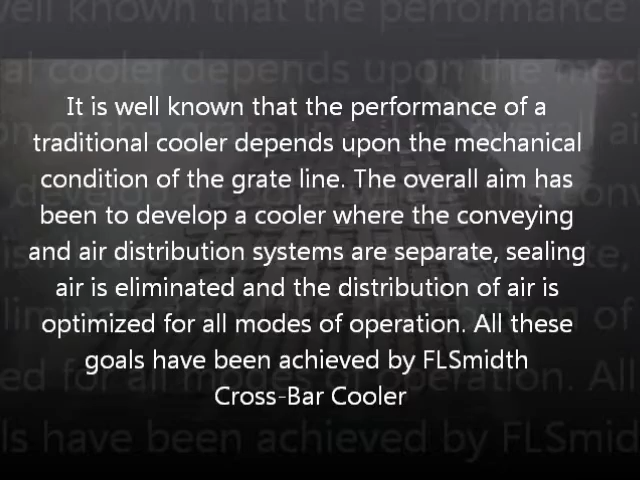 It is well known that the performance of a
traditional cooler depends upon the mechanical
condition of the grate line. The overall aim has
been to develop a cooler where the conveying
and air distribution systems are separate, sealing
air is eliminated and the distribution of air is
optimized for all modes of operation. All these
goals have been achieved by FLSmidth
Cross-Bar Cooler